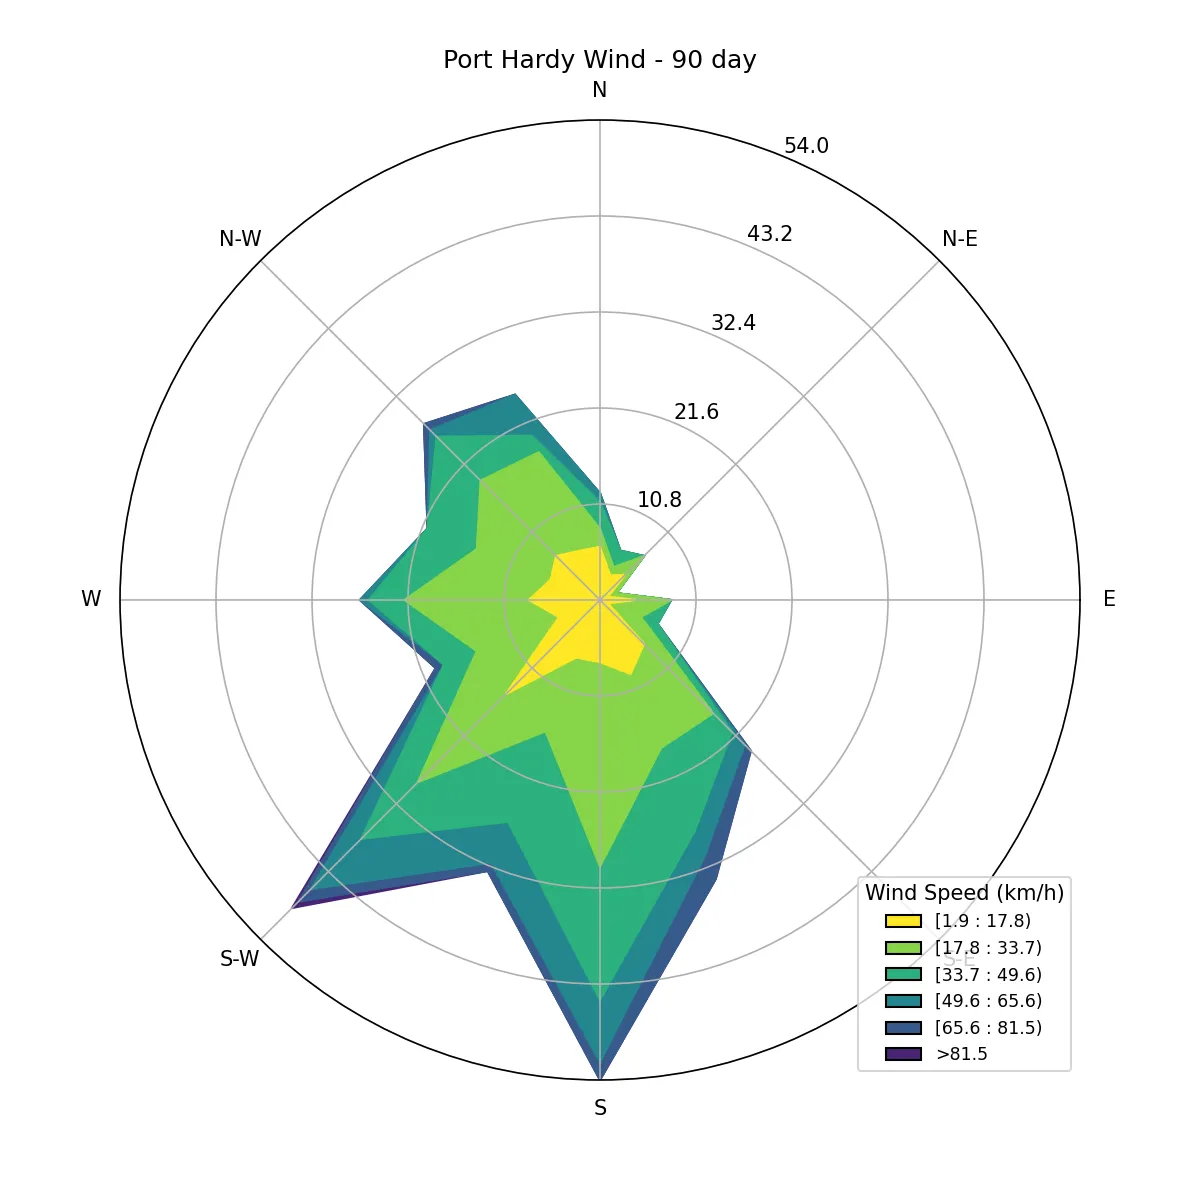 Port Hardy Wind - 90 day
N
54.0
N-W
43.2
N-E
32.4
21.6
10.8
W
E
S-W
S-E
S
Wind Speed (km/h)
[1.9 : 17.8)
[17.8 : 33.7)
[33.7 : 49.6)
[49.6 : 65.6)
[65.6 : 81.5)
>81.5